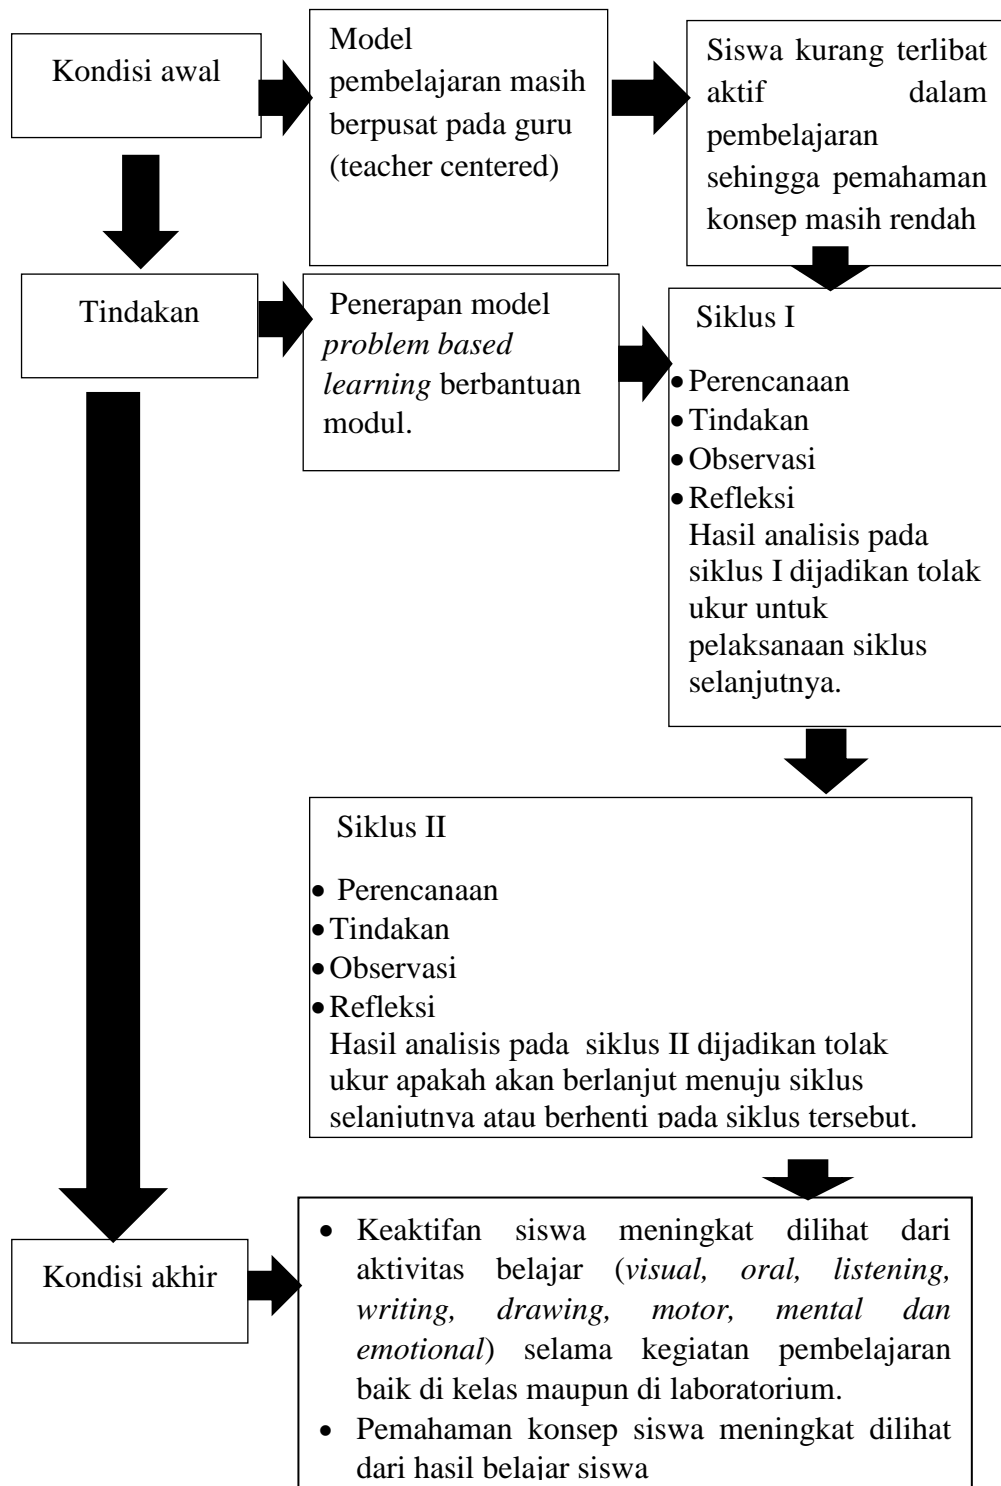 Kondisi awal
Model
pembelajaran masih
berpusat pada guru
(teacher centered)
Siswa kurang terlibat
aktif dalam
pembelajaran
sehingga pemahaman
konsep masih rendah
Tindakan
Penerapan model
problem based
learning berbantuan
modul.
Siklus I
•Perencanaan
•Tindakan
•Observasi
•Refleksi
Hasil analisis pada
siklus I dijadikan tolak
ukur untuk
pelaksanaan siklus
selanjutnya.
Siklus II
• Perencanaan
•Tindakan
•Observasi
•Refleksi
Hasil analisis pada siklus II dijadikan tolak
ukur apakah akan berlanjut menuju siklus
selanjutnya atau berhenti pada siklus tersebut.
Kondisi akhir
• Keaktifan siswa meningkat dilihat dari
aktivitas belajar (visual, oral, listening,
writing, drawing, motor, mental dan
emotional) selama kegiatan pembelajaran
baik di kelas maupun di laboratorium.
• Pemahaman konsep siswa meningkat dilihat
dari hasil belajar siswa